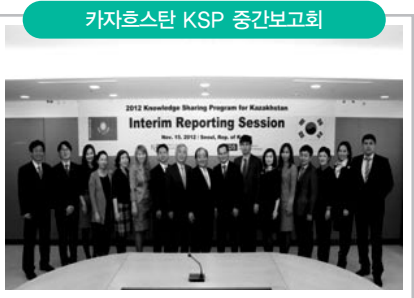 카자흐스탄 KSP 중간보고회
2012 Knowledge Sharing Program for Kazakhstan
Interim Reporting Session
Nov. 15, 2012 | Seoul, Rep. of